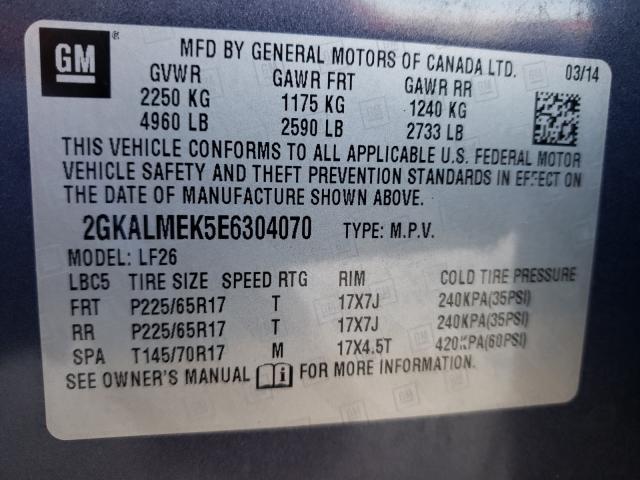 GM
MFD BY GENERAL MOTORS OF CANADA LTD.
03/14
GVWR GAWR FRT GAWR RR
2250 KG 1175 KG 1240 KG
4960 LB 2590 LB 2733 LB
THIS VEHICLE CONFORMS TO ALL APPLICABLE U.S. FEDERAL MOTOR
VEHICLE SAFETY AND THEFT PREVENTION STANDARDS IN EFFECT ON
THE DATE OF MANUFACTURE SHOWN ABOVE.
2GKALMEK5E6304070 TYPE: M.P.V.
MODEL: LF26
LBC5 TIRE SIZE SPEED RTG RIM COLD TIRE PRESSURE
FRT P225/65R17 T 17X7J 240KPA(35PSI)
RR P225/65R17 T 17X7J 240KPA(35PSI)
SPA T145/70R17 M 17X4.5T 420KPA(60PSI)
SEE OWNER'S MANUAL FOR MORE INFORMATION.